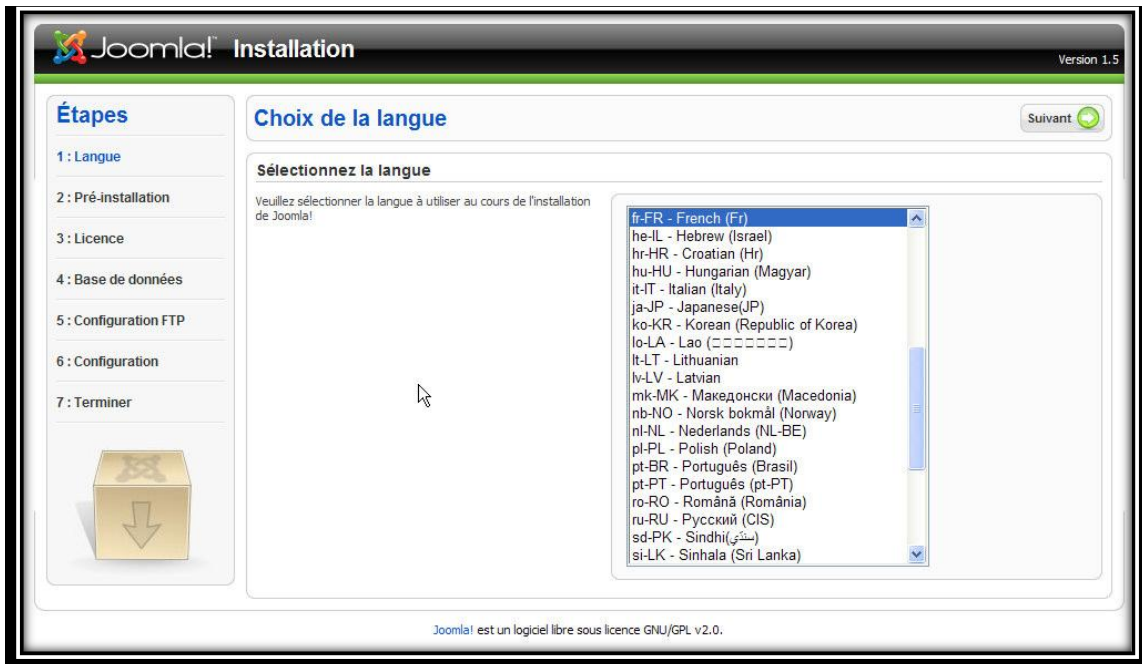 Joomla!™ Installation
Version 1.5
Étapes
1 : Langue
2 : Pré-installation
3 : Licence
4 : Base de données
5 : Configuration FTP
6 : Configuration
7 : Terminer
Choix de la langue
Suivant
Sélectionnez la langue
Veuillez sélectionner la langue à utiliser au cours de l'installation
de Joomla!
fr-FR - French (Fr)
he-IL - Hebrew (Israel)
hr-HR - Croatian (Hr)
hu-HU - Hungarian (Magyar)
it-IT - Italian (Italy)
ja-JP - Japanese(JP)
ko-KR - Korean (Republic of Korea)
lo-LA - Lao (□□□□□□□)
lt-LT - Lithuanian
lv-LV - Latvian
mk-MK - Македонски (Macedonia)
nb-NO - Norsk bokmål (Norway)
nl-NL - Nederlands (NL-BE)
pl-PL - Polish (Poland)
pt-BR - Português (Brasil)
pt-PT - Português (pt-PT)
ro-RO - Română (România)
ru-RU - Русский (CIS)
sd-PK - Sindhi(سنڌي)
si-LK - Sinhala (Sri Lanka)
Joomla! est un logiciel libre sous licence GNU/GPL v2.0.